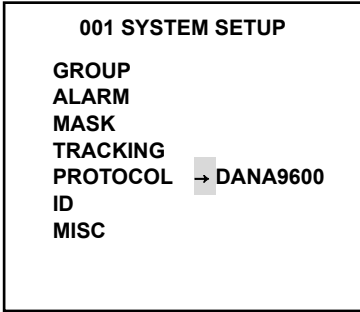 001 SYSTEM SETUP
GROUP
ALARM
MASK
TRACKING
PROTOCOL → DANA9600
ID
MISC